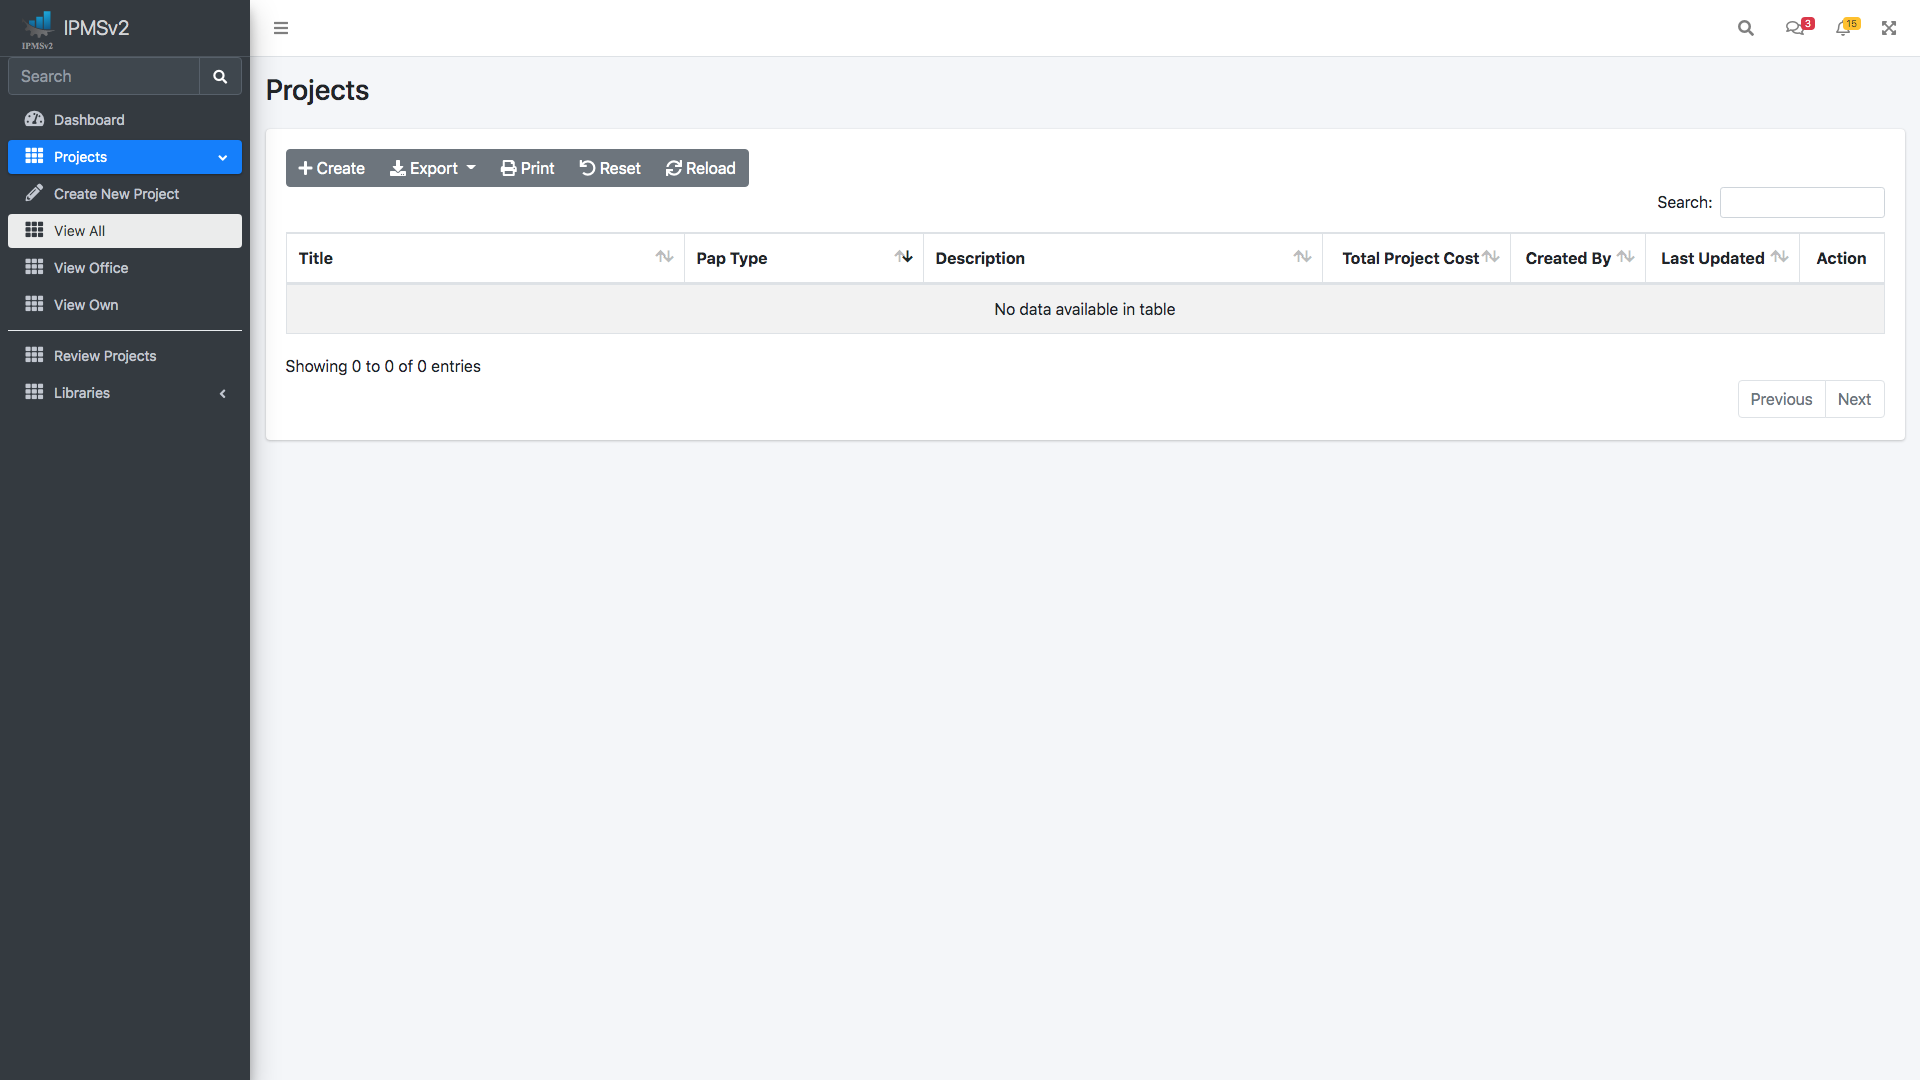 IPMSv2
IPMSv2
3
15
Search
Dashboard
Projects
Create New Project
View All
View Office
View Own
Review Projects
Libraries
Projects
Create Export Print Reset Reload
Search:
Title Pap Type Description Total Project Cost Created By Last Updated Action
No data available in table
Showing 0 to 0 of 0 entries
Previous Next